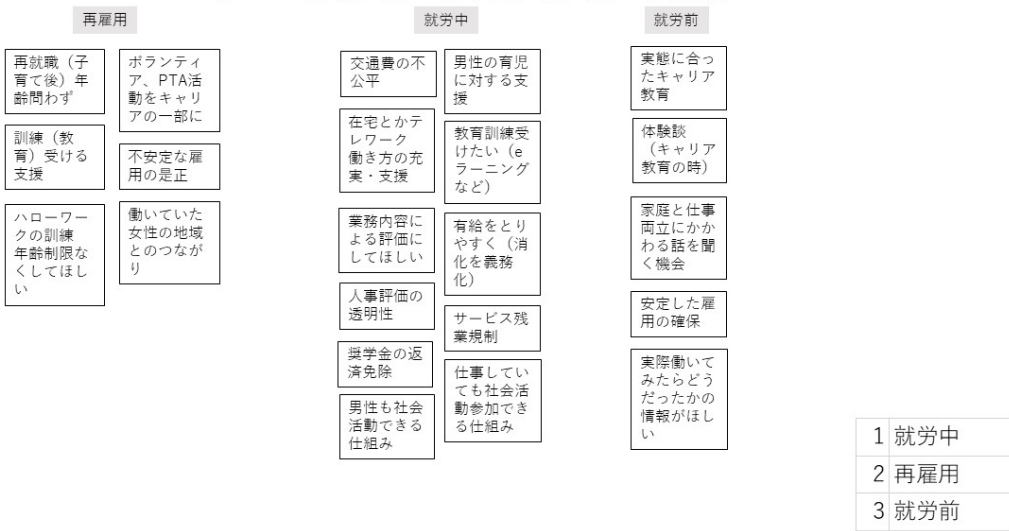 再雇用
再就職（子
育て後）年
齢問わず
訓練（教
育）受ける
支援
ハローワー
クの訓練
年齢制限な
くしてほし
い
ボランティ
ア、PTA活
動をキャリ
アの一部に
不安定な雇
用の是正
働いていた
女性の地域
とのつなが
り
就労中
交通費の不
公平
在宅とかテ
レワーク
働き方の充
実・支援
業務内容に
よる評価に
してほしい
人事評価の
透明性
奨学金の返
済免除
男性も社会
活動できる
仕組み
男性の育児
に対する支
援
教育訓練受
けたい（e
ラーニング
など）
有給をとり
やすく（消
化を義務
化）
サービス残
業規制
仕事してい
ても社会活
動参加でき
る仕組み
就労前
実態に合っ
たキャリア
教育
体験談
（キャリア
教育の時）
家庭と仕事
両立にかか
わる話を聞
く機会
安定した雇
用の確保
実際働いて
みたらどう
だったかの
情報がほし
い
1 就労中
2 再雇用
3 就労前